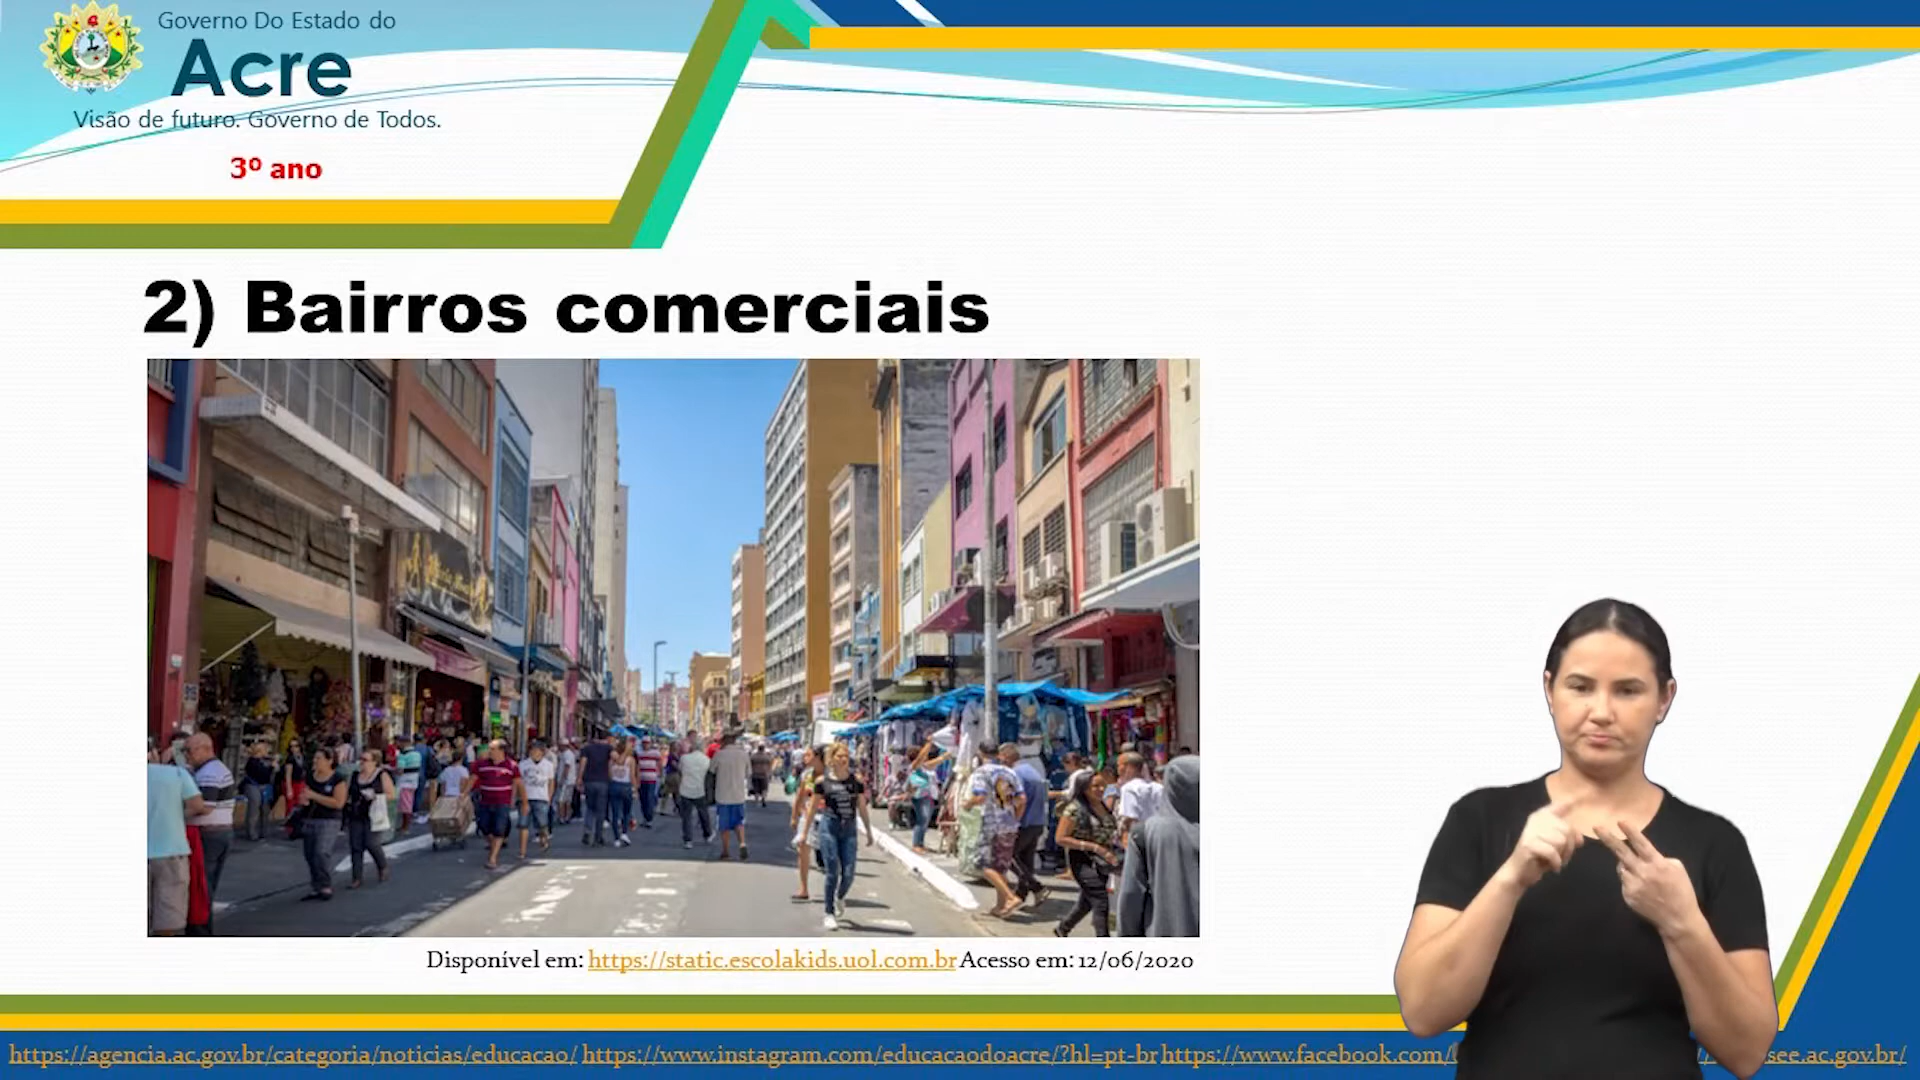 Governo Do Estado do
Acre
Visão de futuro. Governo de Todos.
3º ano
2) Bairros comerciais
Disponível em: https://static.escolakids.uol.com.br Acesso em: 12/06/2020
https://agencia.ac.gov.br/categoria/noticias/educacao/ https://www.instagram.com/educacaodoacre/?hl=pt-br https://www.facebook.com/ see.ac.gov.br/